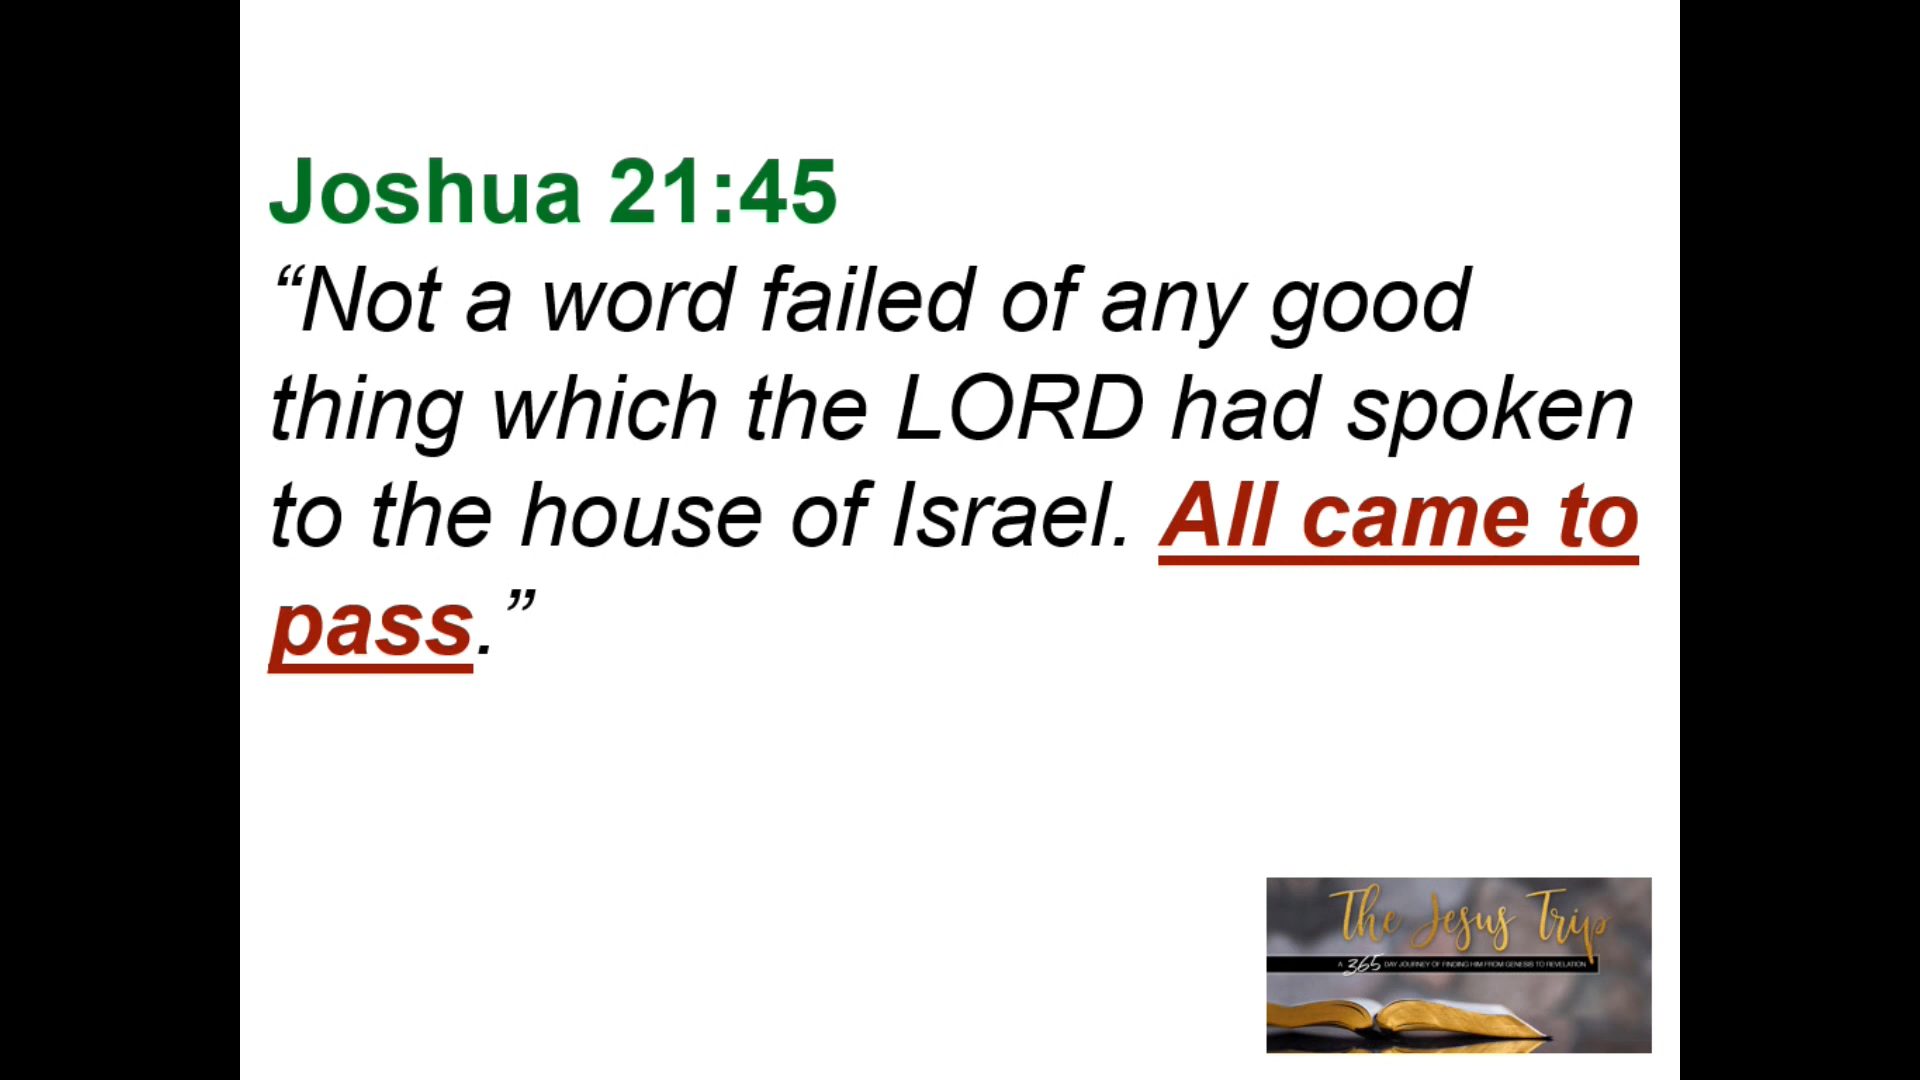 Joshua 21:45
“Not a word failed of any good
thing which the LORD had spoken
to the house of Israel. All came to
pass.”
The Jesus Trip
A 365 DAY JOURNEY OF FINDING HIM FROM GENESIS TO REVELATION